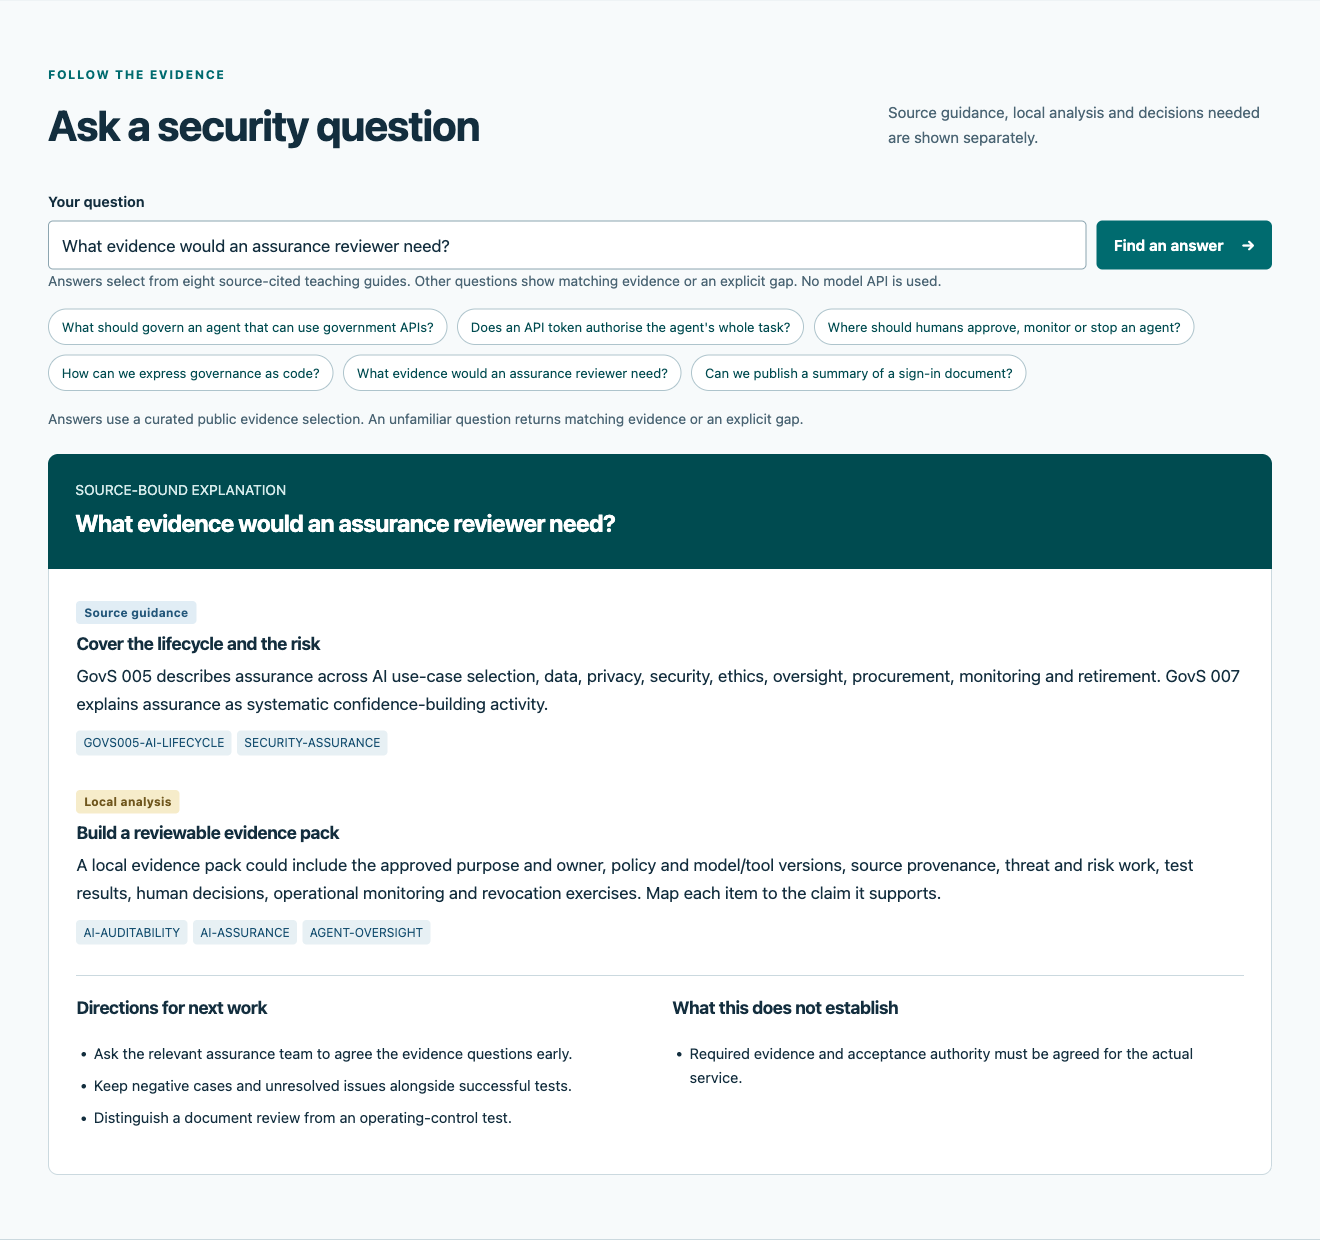 FOLLOW THE EVIDENCE
Ask a security question
Source guidance, local analysis and decisions needed
are shown separately.
Your question
What evidence would an assurance reviewer need?
Find an answer →
Answers select from eight source-cited teaching guides. Other questions show matching evidence or an explicit gap. No model API is used.
What should govern an agent that can use government APIs?
Does an API token authorise the agent's whole task?
Where should humans approve, monitor or stop an agent?
How can we express governance as code?
What evidence would an assurance reviewer need?
Can we publish a summary of a sign-in document?
Answers use a curated public evidence selection. An unfamiliar question returns matching evidence or an explicit gap.
SOURCE-BOUND EXPLANATION
What evidence would an assurance reviewer need?
Source guidance
Cover the lifecycle and the risk
GovS 005 describes assurance across AI use-case selection, data, privacy, security, ethics, oversight, procurement, monitoring and retirement. GovS 007
explains assurance as systematic confidence-building activity.
GOVS005-AI-LIFECYCLE
SECURITY-ASSURANCE
Local analysis
Build a reviewable evidence pack
A local evidence pack could include the approved purpose and owner, policy and model/tool versions, source provenance, threat and risk work, test
results, human decisions, operational monitoring and revocation exercises. Map each item to the claim it supports.
AI-AUDITABILITY
AI-ASSURANCE
AGENT-OVERSIGHT
Directions for next work
• Ask the relevant assurance team to agree the evidence questions early.
• Keep negative cases and unresolved issues alongside successful tests.
• Distinguish a document review from an operating-control test.
What this does not establish
• Required evidence and acceptance authority must be agreed for the actual
service.